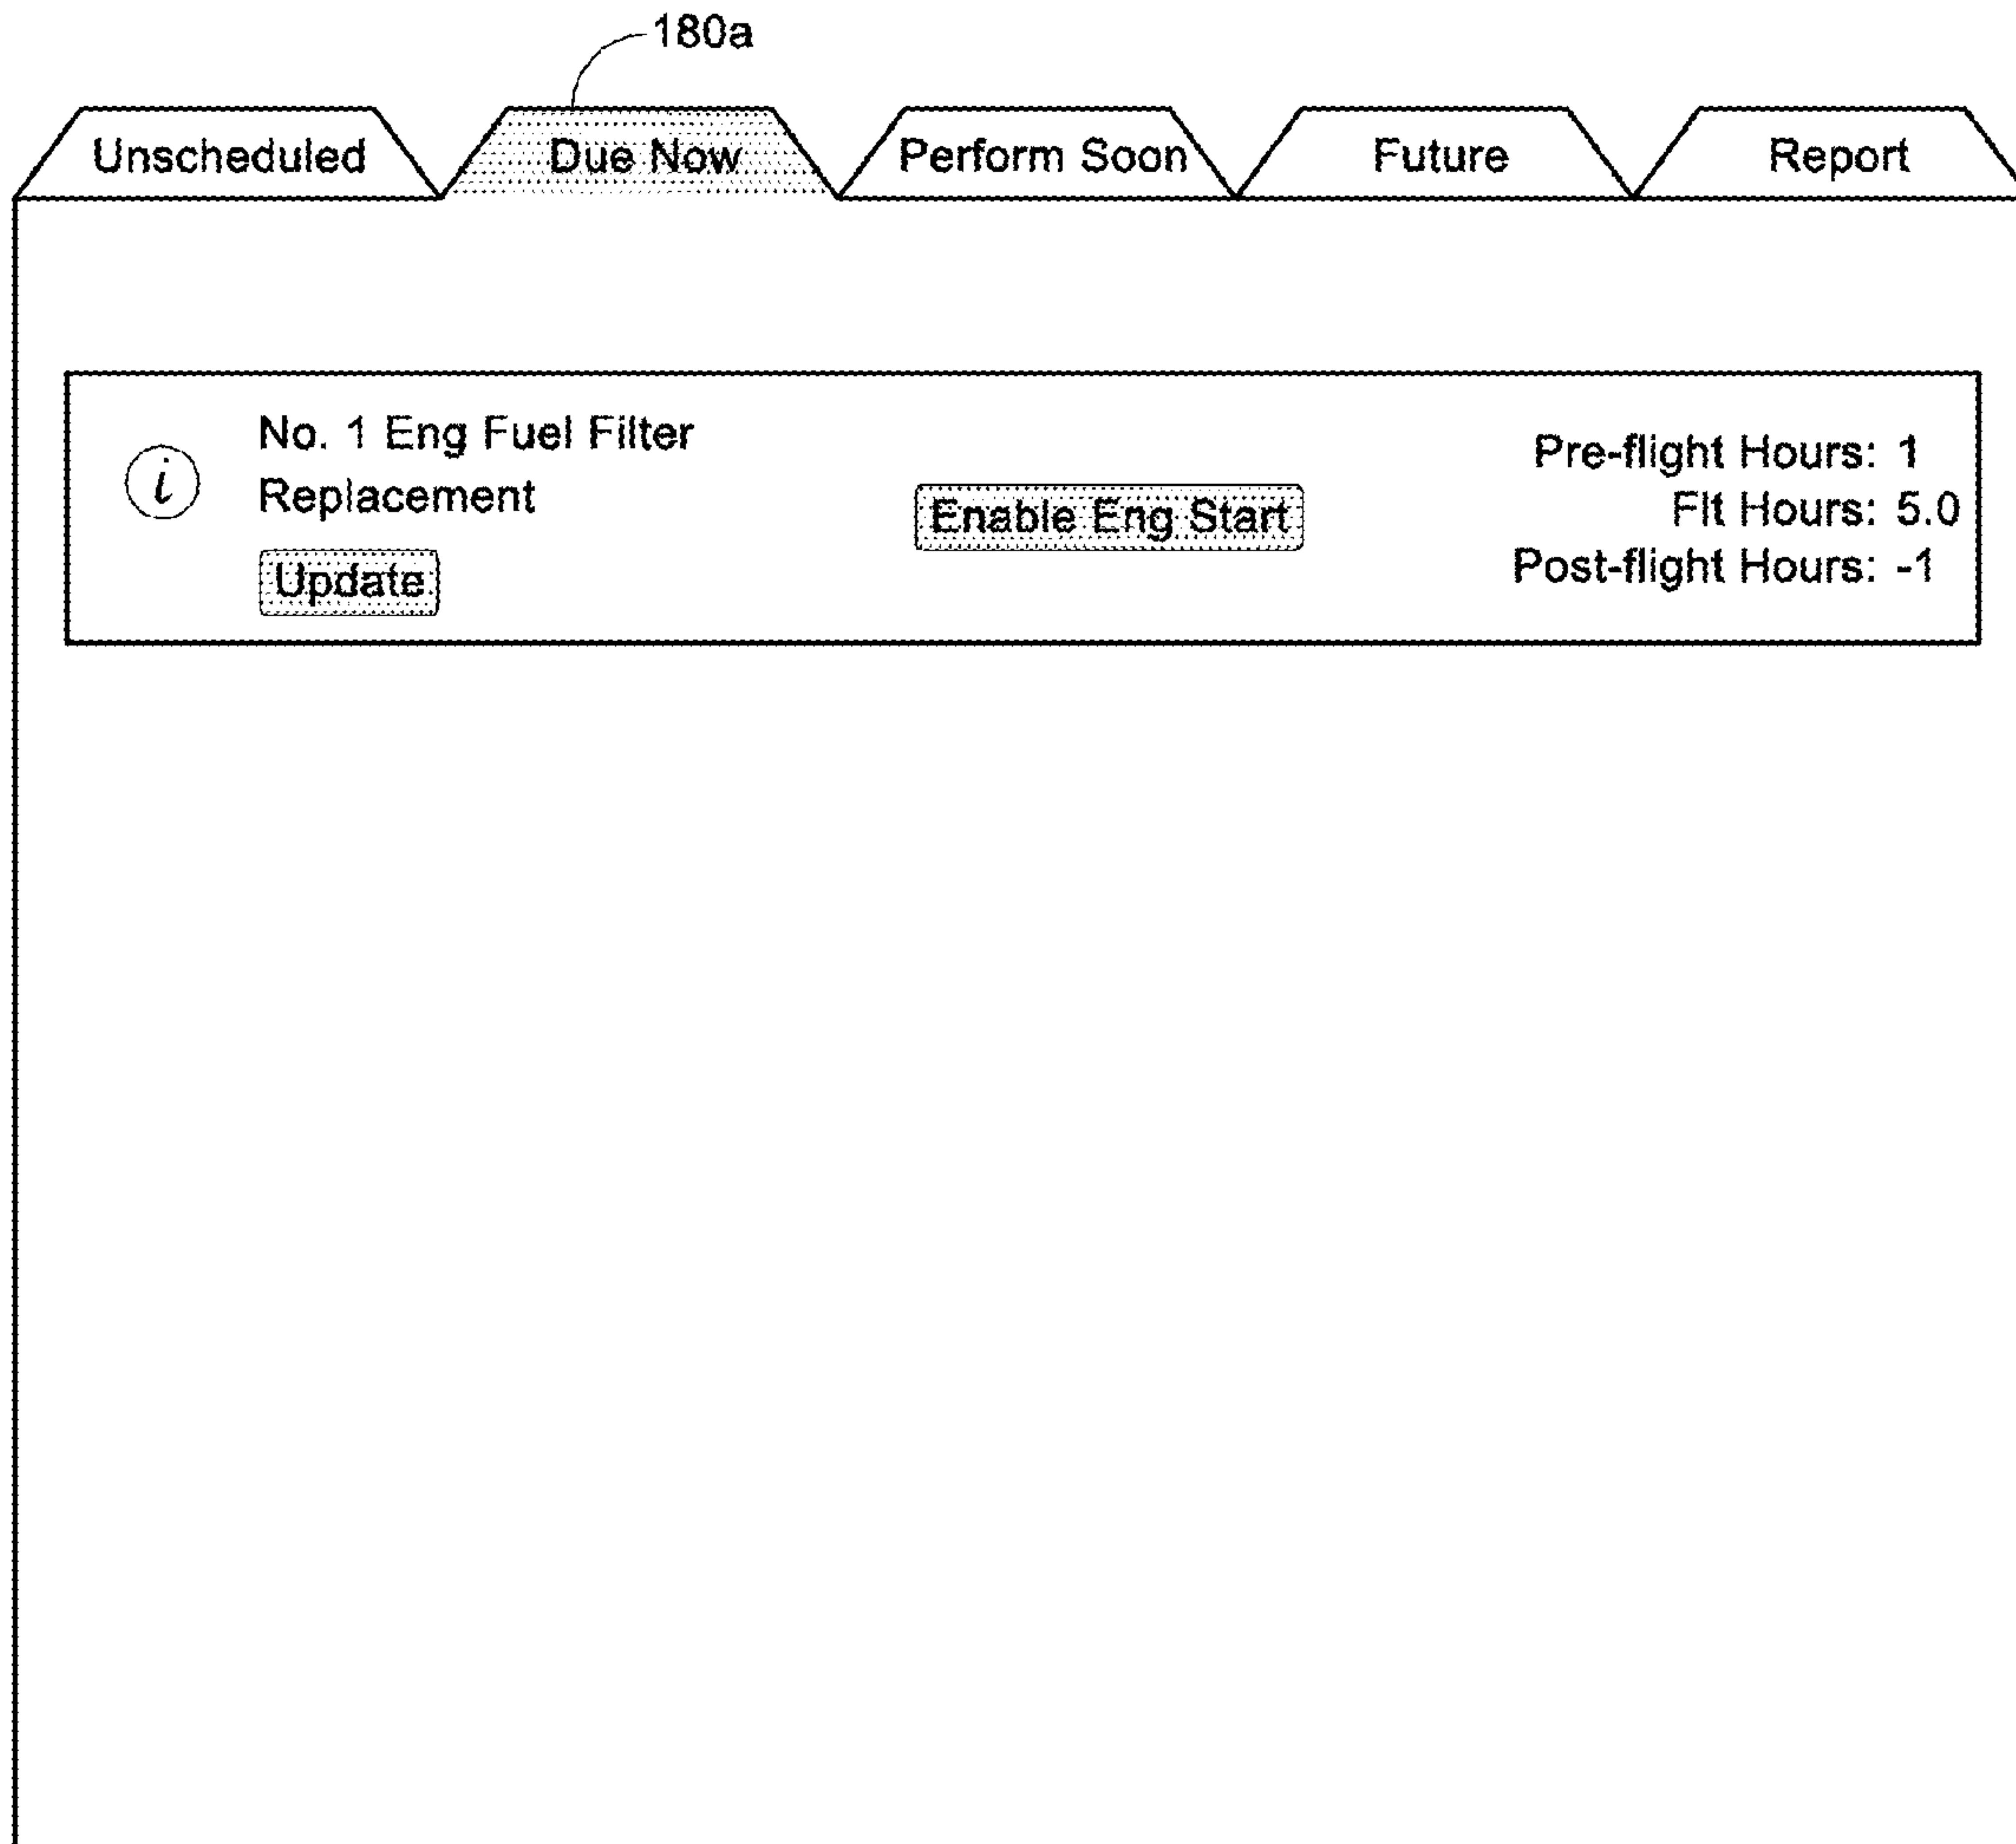 180a
Unscheduled
Due Now
Perform Soon
Future
Report
i
No. 1 Eng Fuel Filter
Replacement
Update
Enable Eng Start
Pre-flight Hours: 1
Flt Hours: 5.0
Post-flight Hours: -1